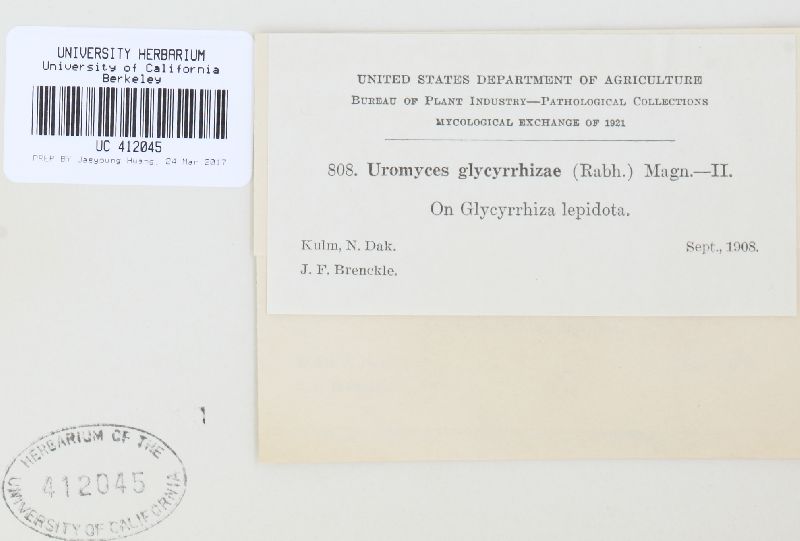 UNIVERSITY HERBARIUM
University of California
Berkeley
UC 412045
PREP BY Jaeyoung Huang, 24 Mar 2017
UNITED STATES DEPARTMENT OF AGRICULTURE
BUREAU OF PLANT INDUSTRY—PATHOLOGICAL COLLECTIONS
MYCOLOGICAL EXCHANGE OF 1921
808. Uromyces glycyrrhizae (Rabh.) Magn.—II.
On Glycyrrhiza lepidota.
Kulm, N. Dak. Sept., 1908.
J. F. Brenckle.
1
HERBARIUM OF THE
412045
UNIVERSITY OF CALIFORNIA